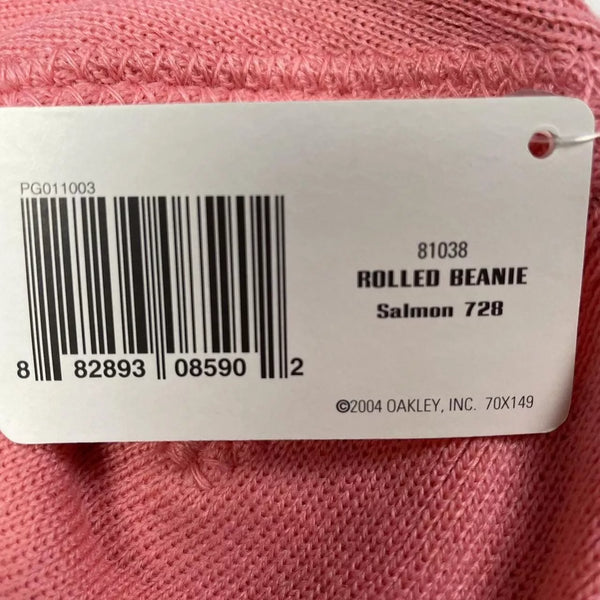 PG011003
8 82893 08590 2
81038
ROLLED BEANIE
Salmon 728
©2004 OAKLEY, INC. 70X149